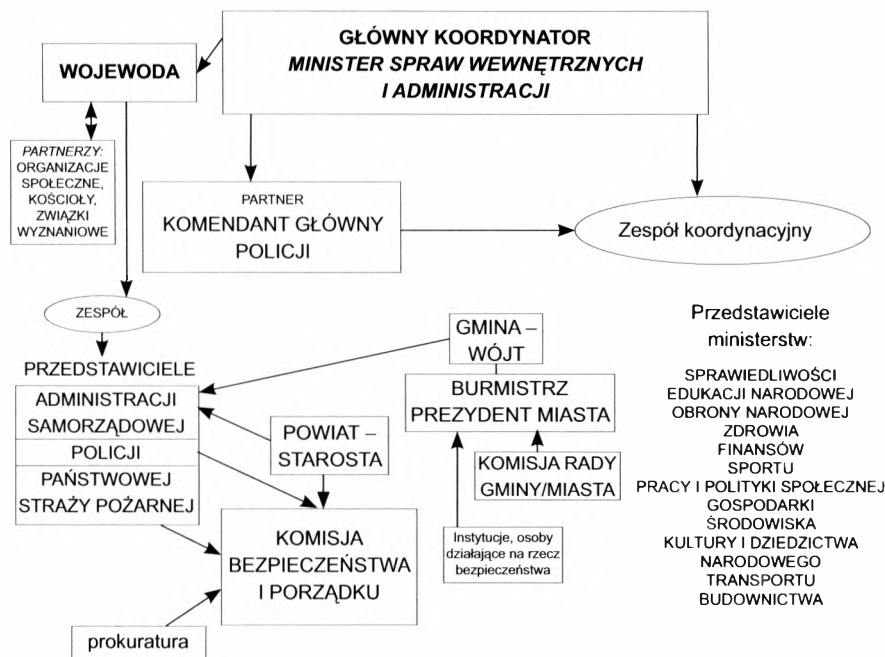 GŁÓWNY KOORDYNATOR
MINISTER SPRAW WEWNĘTRZNYCH
I ADMINISTRACJI
WOJEWODA
PARTNERZY:
ORGANIZACJE
SPOŁECZNE,
KOŚCIOŁY,
ZWIĄZKI
WYZNANIOWE
PARTNER
KOMENDANT GŁÓWNY
POLICJI
Zespół koordynacyjny
ZESPÓŁ
PRZEDSTAWICIELE
ADMINISTRACJI
SAMORZĄDOWEJ
POLICJI
PAŃSTWOWEJ
STRAŻY POŻARNEJ
GMINA –
WÓJT
BURMISTRZ
PREZYDENT MIASTA
POWIAT –
STAROSTA
KOMISJA RADY
GMINY/MIASTA
KOMISJA
BEZPIECZEŃSTWA
I PORZĄDKU
Instytucje, osoby
działające na rzecz
bezpieczeństwa
prokuratura
Przedstawiciele
ministerstw:
SPRAWIEDLIWOŚCI
EDUKACJI NARODOWEJ
OBRONY NARODOWEJ
ZDROWIA
FINANSÓW
SPORTU
PRACY I POLITYKI SPOŁECZNEJ
GOSPODARKI
ŚRODOWISKA
KULTURY I DZIEDZICTWA
NARODOWEGO
TRANSPORTU
BUDOWNICTWA